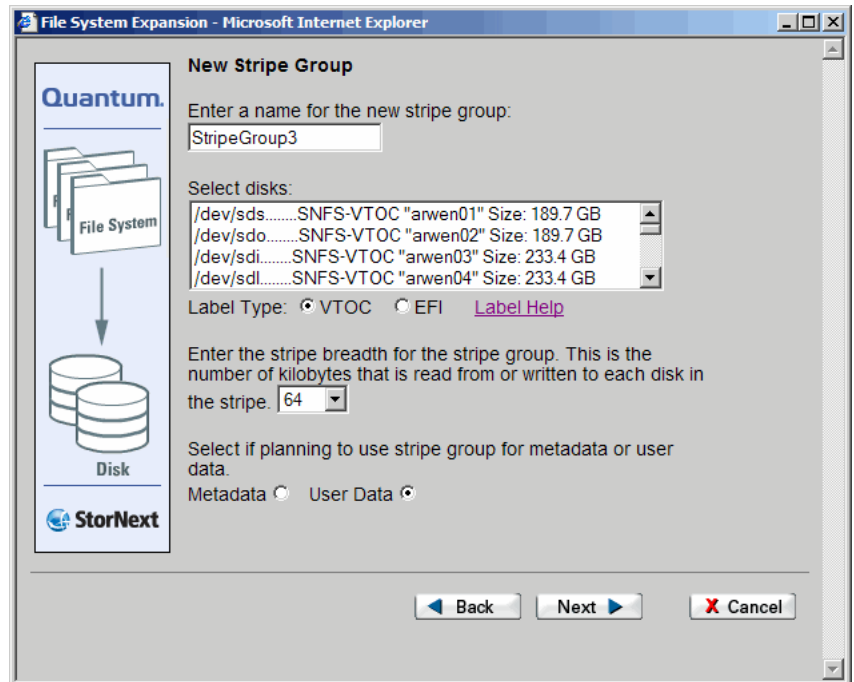 File System Expansion - Microsoft Internet Explorer
New Stripe Group
Quantum.
Enter a name for the new stripe group:
StripeGroup3
Select disks:
/dev/sds........SNFS-VTOC "arwen01" Size: 189.7 GB
/dev/sdo........SNFS-VTOC "arwen02" Size: 189.7 GB
/dev/sdi........SNFS-VTOC "arwen03" Size: 233.4 GB
/dev/sdl........SNFS-VTOC "arwen04" Size: 233.4 GB
File System
Label Type: VTOC EFI Label Help
Enter the stripe breadth for the stripe group. This is the
number of kilobytes that is read from or written to each disk in
the stripe. 64
Select if planning to use stripe group for metadata or user
data.
Disk
Metadata User Data
StorNext
Back Next X Cancel